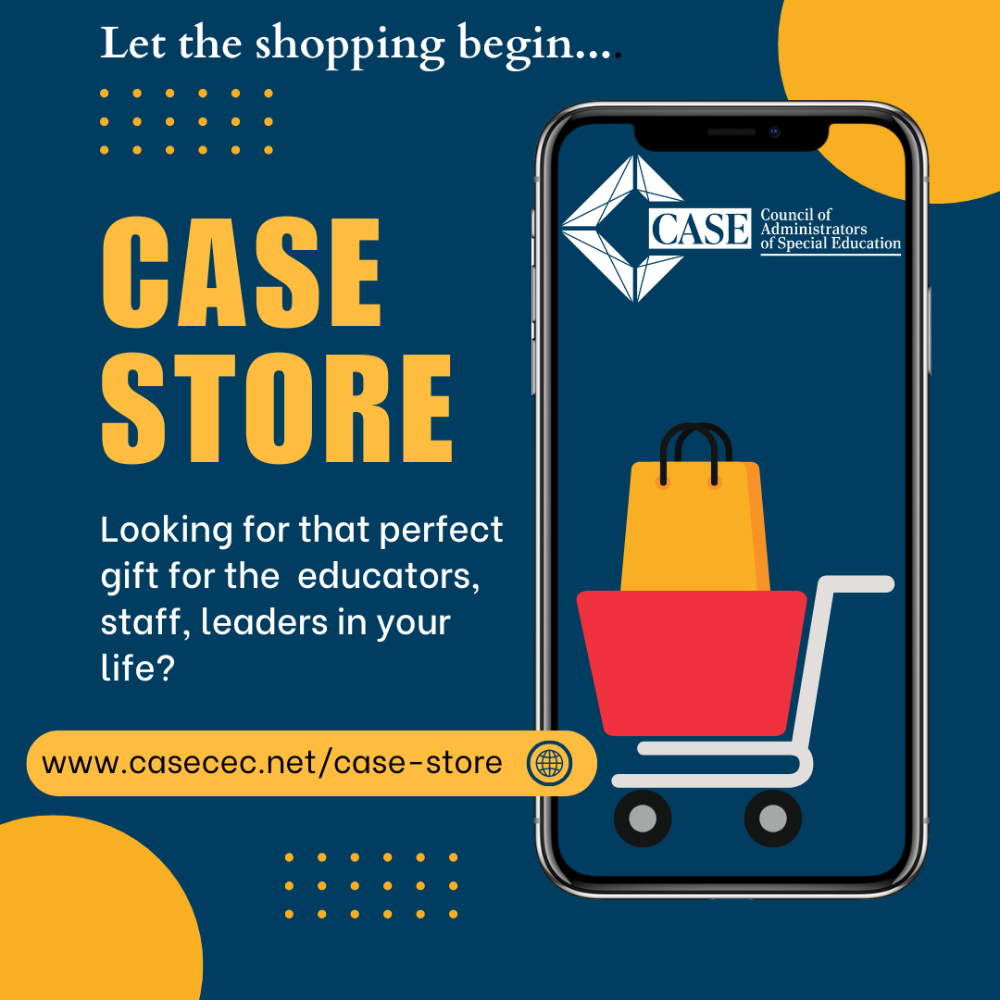 Let the shopping begin....
CASE
STORE
CASE
Council of
Administrators
of Special Education
Looking for that perfect
gift for the  educators,
staff, leaders in your
life?
www.casecec.net/case-store